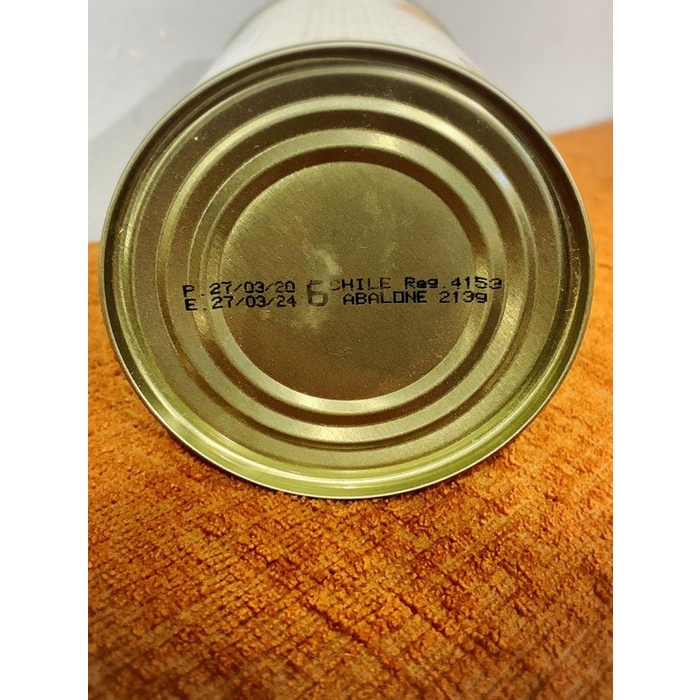 P.27/03/20 6 CHILE Reg.4153
E.27/03/24 ABALONE 213g